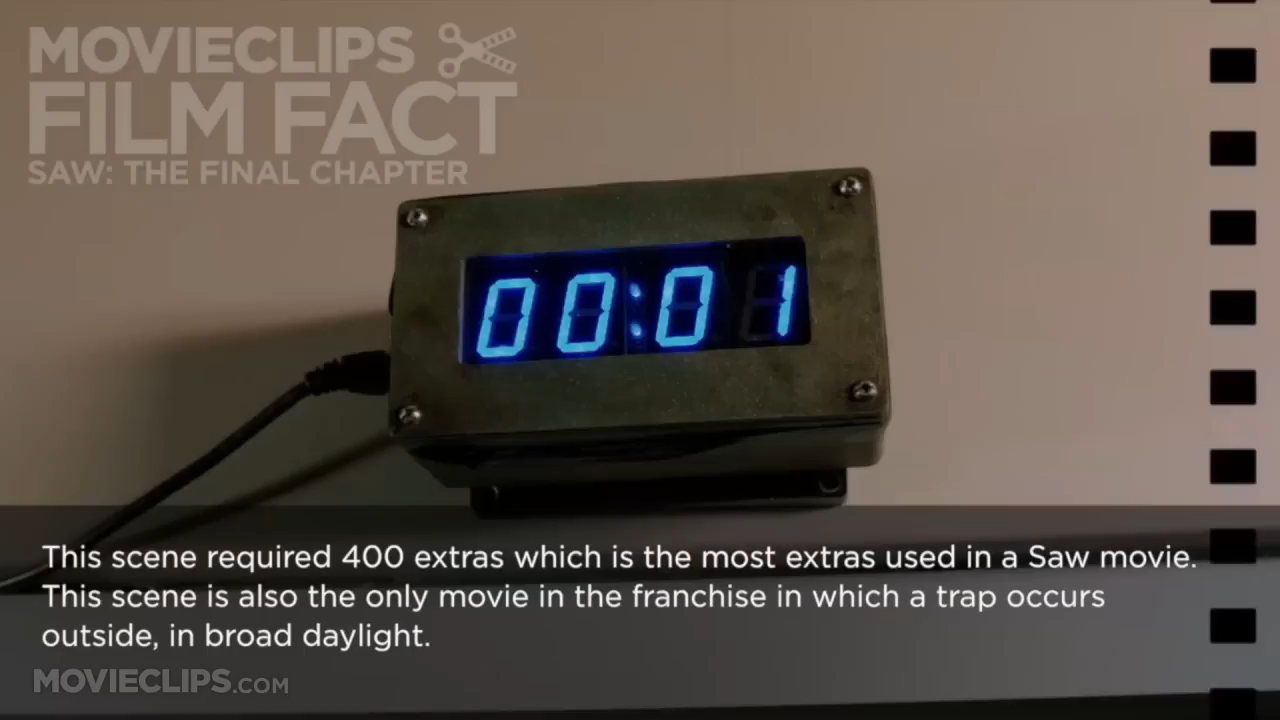 MOVIECLIPS
FILM FACT
SAW: THE FINAL CHAPTER
00:01
This scene required 400 extras which is the most extras used in a Saw movie.
This scene is also the only movie in the franchise in which a trap occurs
outside, in broad daylight.
MOVIECLIPS.COM